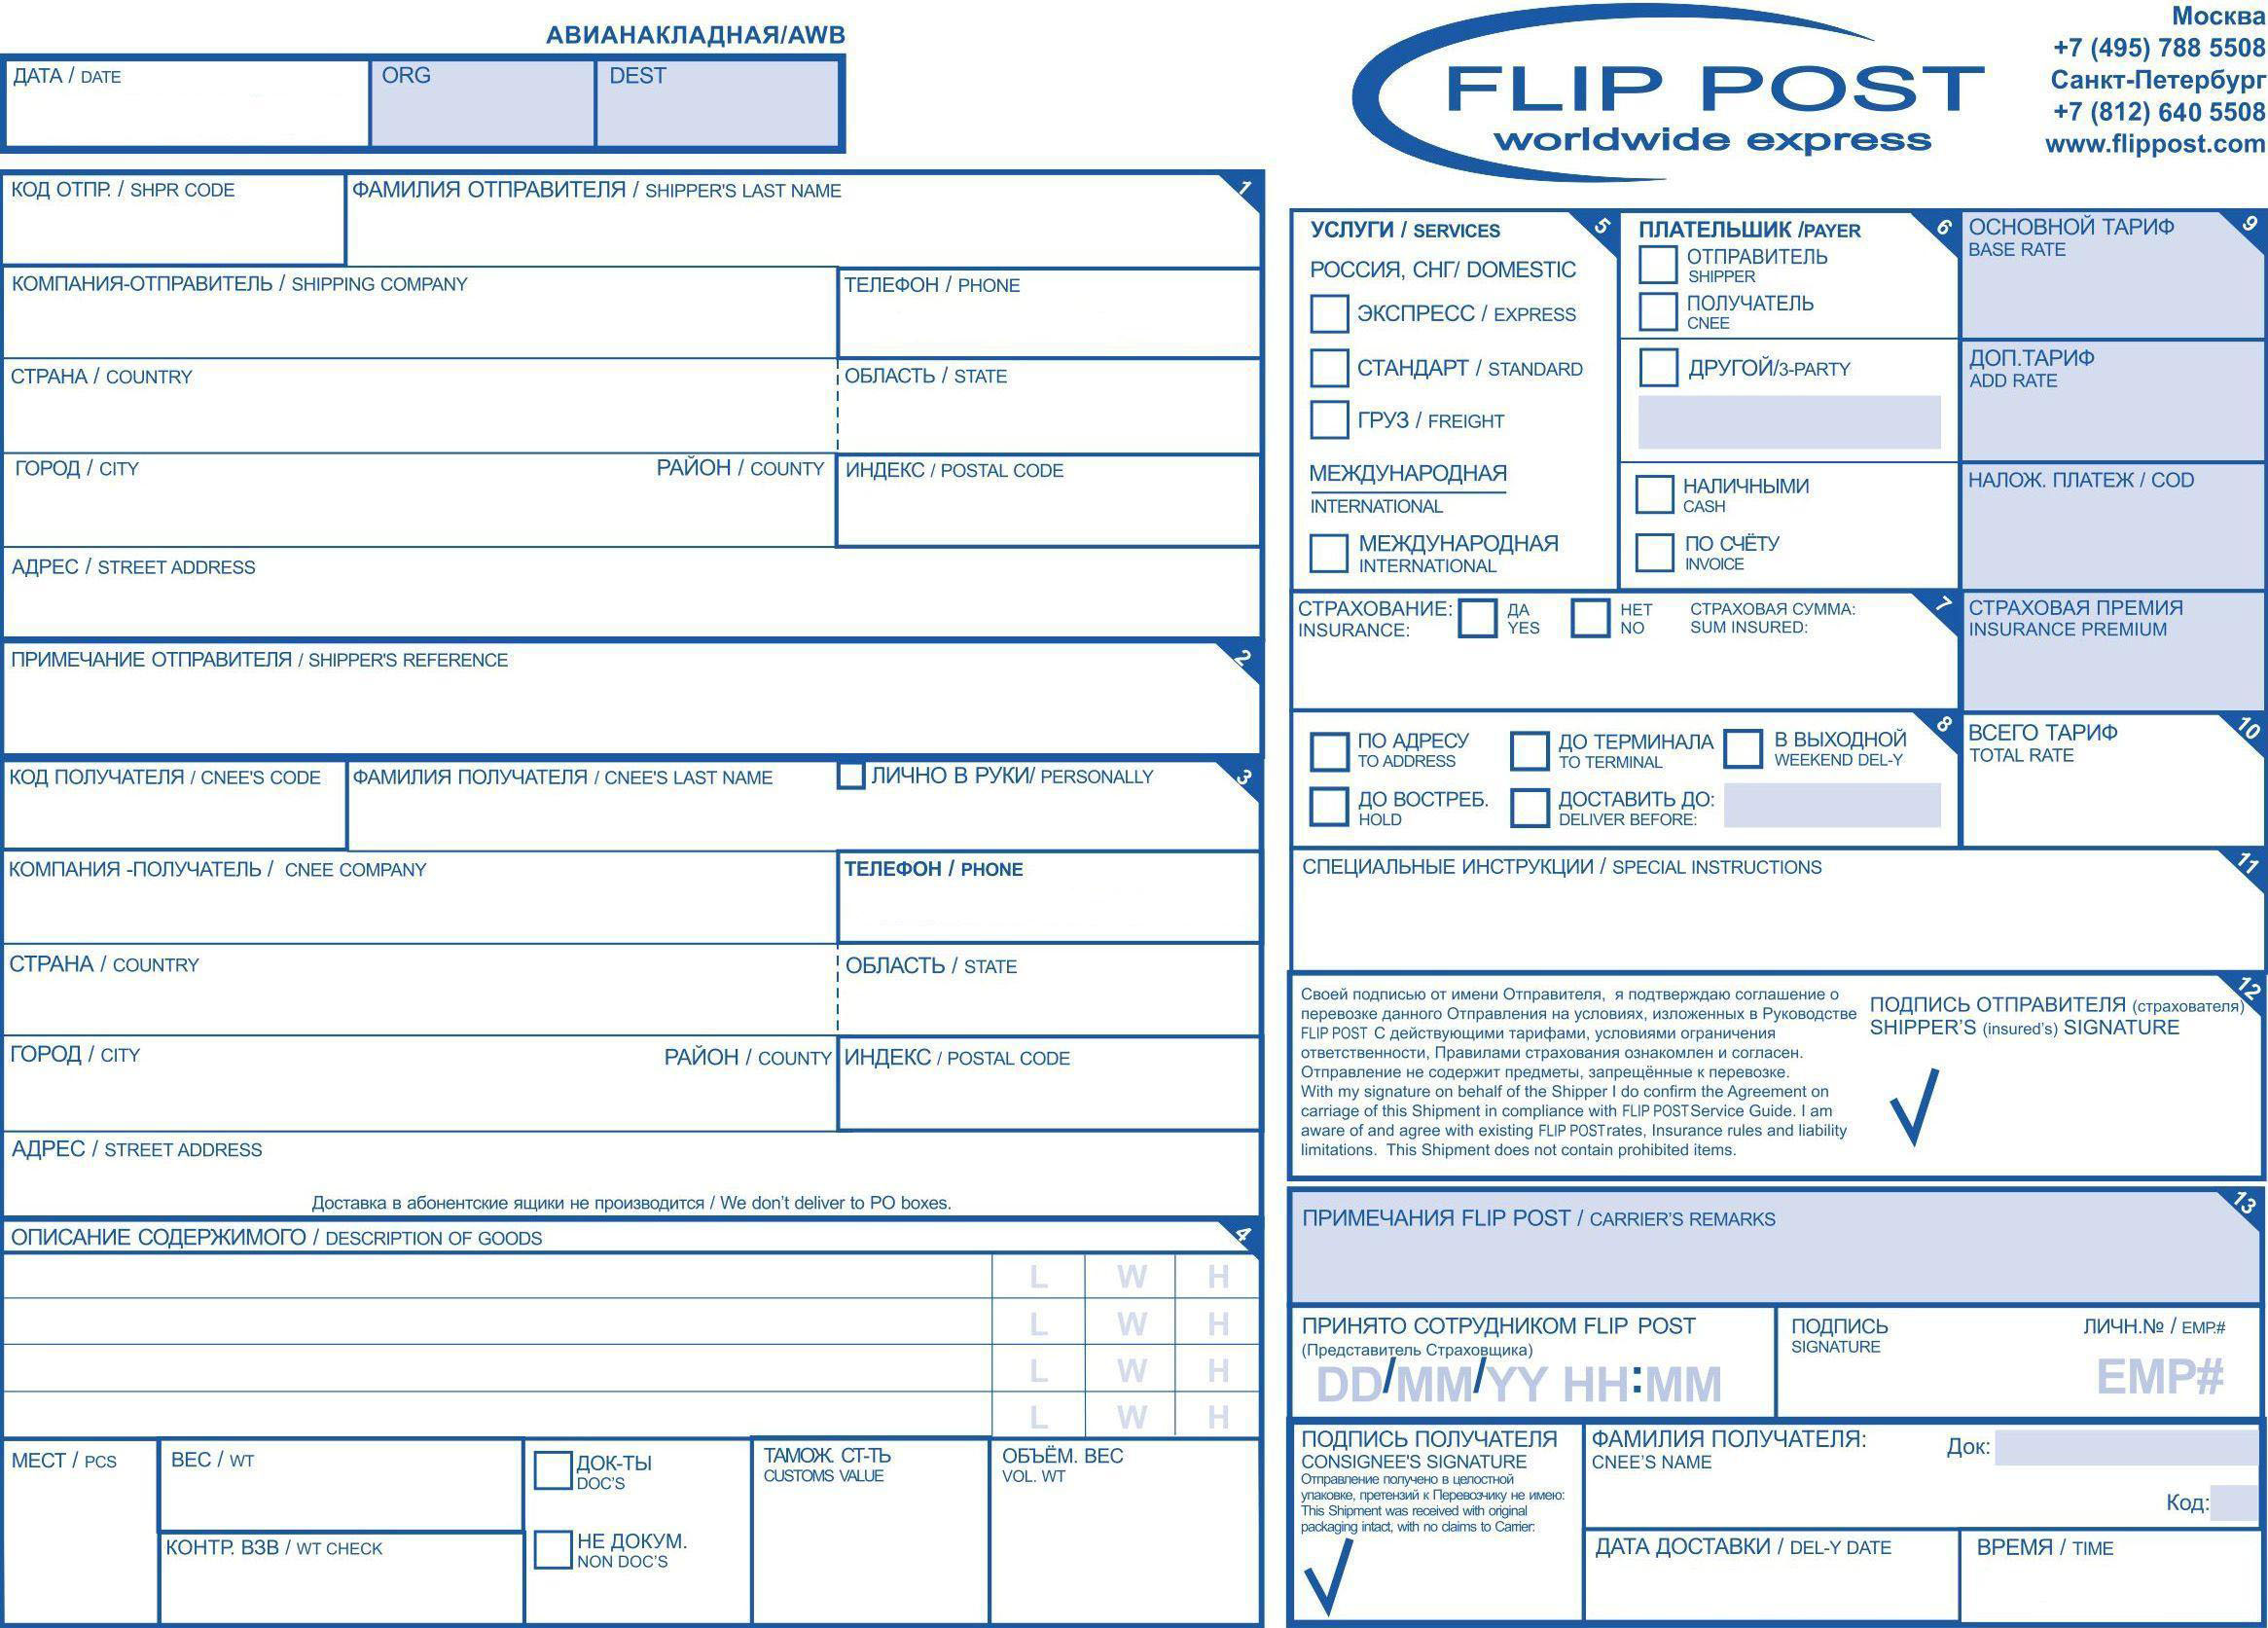 АВИАНАКЛАДНАЯ/AWB
ДАТА / DATE
ORG
DEST
FLIP POST
worldwide express
Москва
+7 (495) 788 5508
Санкт-Петербург
+7 (812) 640 5508
www.flippost.com
КОД ОТПР. / SHPR CODE
ФАМИЛИЯ ОТПРАВИТЕЛЯ / SHIPPER'S LAST NAME
1
КОМПАНИЯ-ОТПРАВИТЕЛЬ / SHIPPING COMPANY
ТЕЛЕФОН / PHONE
СТРАНА / COUNTRY
ОБЛАСТЬ / STATE
ГОРОД / CITY
РАЙОН / COUNTY
ИНДЕКС / POSTAL CODE
АДРЕС / STREET ADDRESS
ПРИМЕЧАНИЕ ОТПРАВИТЕЛЯ / SHIPPER'S REFERENCE
2
КОД ПОЛУЧАТЕЛЯ / CNEE'S CODE
ФАМИЛИЯ ПОЛУЧАТЕЛЯ / CNEE'S LAST NAME
ЛИЧНО В РУКИ/ PERSONALLY
3
КОМПАНИЯ -ПОЛУЧАТЕЛЬ / CNEE COMPANY
ТЕЛЕФОН / PHONE
СТРАНА / COUNTRY
ОБЛАСТЬ / STATE
ГОРОД / CITY
РАЙОН / COUNTY
ИНДЕКС / POSTAL CODE
АДРЕС / STREET ADDRESS
Доставка в абонентские ящики не производится / We don't deliver to PO boxes.
ОПИСАНИЕ СОДЕРЖИМОГО / DESCRIPTION OF GOODS
4
L W H
L W H
L W H
L W H
МЕСТ / PCS
ВЕС / WT
КОНТР. ВЗВ / WT CHECK
ДОК-ТЫ
DOC'S
НЕ ДОКУМ.
NON DOC'S
ТАМОЖ. СТ-ТЬ
CUSTOMS VALUE
ОБЪЁМ. ВЕС
VOL. WT
УСЛУГИ / SERVICES
5
РОССИЯ, СНГ/ DOMESTIC
ЭКСПРЕСС / EXPRESS
СТАНДАРТ / STANDARD
ГРУЗ / FREIGHT
МЕЖДУНАРОДНАЯ
INTERNATIONAL
МЕЖДУНАРОДНАЯ
INTERNATIONAL
ПЛАТЕЛЬШИК /PAYER
6
ОТПРАВИТЕЛЬ
SHIPPER
ПОЛУЧАТЕЛЬ
CNEE
ДРУГОЙ/3-PARTY
НАЛИЧНЫМИ
CASH
ПО СЧЁТУ
INVOICE
ОСНОВНОЙ ТАРИФ
BASE RATE
9
ДОП.ТАРИФ
ADD RATE
НАЛОЖ. ПЛАТЕЖ / COD
СТРАХОВАНИЕ:
INSURANCE:
ДА
YES
НЕТ
NO
СТРАХОВАЯ СУММА:
SUM INSURED:
7
СТРАХОВАЯ ПРЕМИЯ
INSURANCE PREMIUM
ПО АДРЕСУ
TO ADDRESS
ДО ТЕРМИНАЛА
TO TERMINAL
В ВЫХОДНОЙ
WEEKEND DEL-Y
8
ДО ВОСТРЕБ.
HOLD
ДОСТАВИТЬ ДО:
DELIVER BEFORE:
ВСЕГО ТАРИФ
TOTAL RATE
10
СПЕЦИАЛЬНЫЕ ИНСТРУКЦИИ / SPECIAL INSTRUCTIONS
11
Своей подписью от имени Отправителя, я подтверждаю соглашение о
перевозке данного Отправления на условиях, изложенных в Руководстве
FLIP POST С действующими тарифами, условиями ограничения
ответственности, Правилами страхования ознакомлен и согласен.
Отправление не содержит предметы, запрещённые к перевозке.
With my signature on behalf of the Shipper I do confirm the Agreement on
carriage of this Shipment in compliance with FLIP POST Service Guide. I am
aware of and agree with existing FLIP POST rates, Insurance rules and liability
limitations. This Shipment does not contain prohibited items.
ПОДПИСЬ ОТПРАВИТЕЛЯ (страхователя)
SHIPPER'S (insured's) SIGNATURE
12
ПРИМЕЧАНИЯ FLIP POST / CARRIER'S REMARKS
13
ПРИНЯТО СОТРУДНИКОМ FLIP POST
(Представитель Страховщика)
DD/MM/YY HH:MM
ПОДПИСЬ
SIGNATURE
ЛИЧН.№ / EMP.#
EMP#
ПОДПИСЬ ПОЛУЧАТЕЛЯ
CONSIGNEE'S SIGNATURE
Отправление получено в целостной
упаковке, претензий к Перевозчику не имею:
This Shipment was received with original
packaging intact, with no claims to Carrier:
ФАМИЛИЯ ПОЛУЧАТЕЛЯ:
CNEE'S NAME
Док:
Код:
ДАТА ДОСТАВКИ / DEL-Y DATE
ВРЕМЯ / TIME